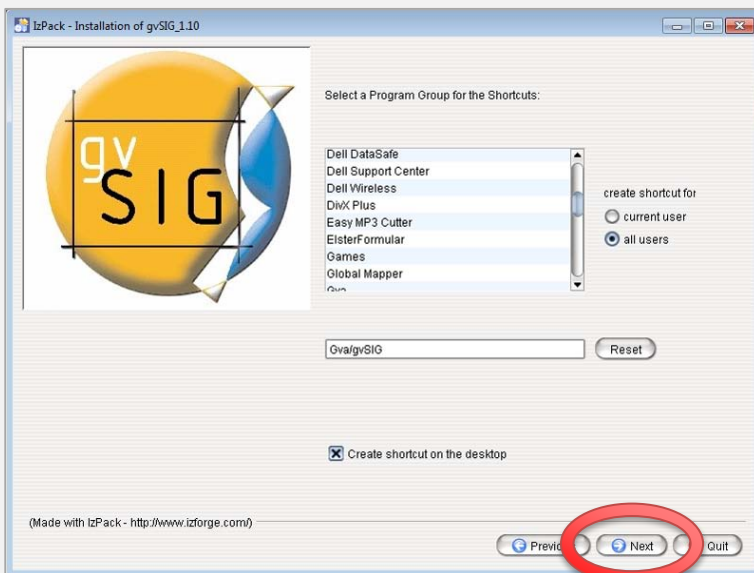 IzPack - Installation of gvSIG_1.10
gv
SIG
Select a Program Group for the Shortcuts:
Dell DataSafe
Dell Support Center
Dell Wireless
DivX Plus
Easy MP3 Cutter
ElsterFormular
Games
Global Mapper
Gva
create shortcut for
current user
all users
Gva/gvSIG
Reset
Create shortcut on the desktop
(Made with IzPack - http://www.izforge.com/)
Next
Quit